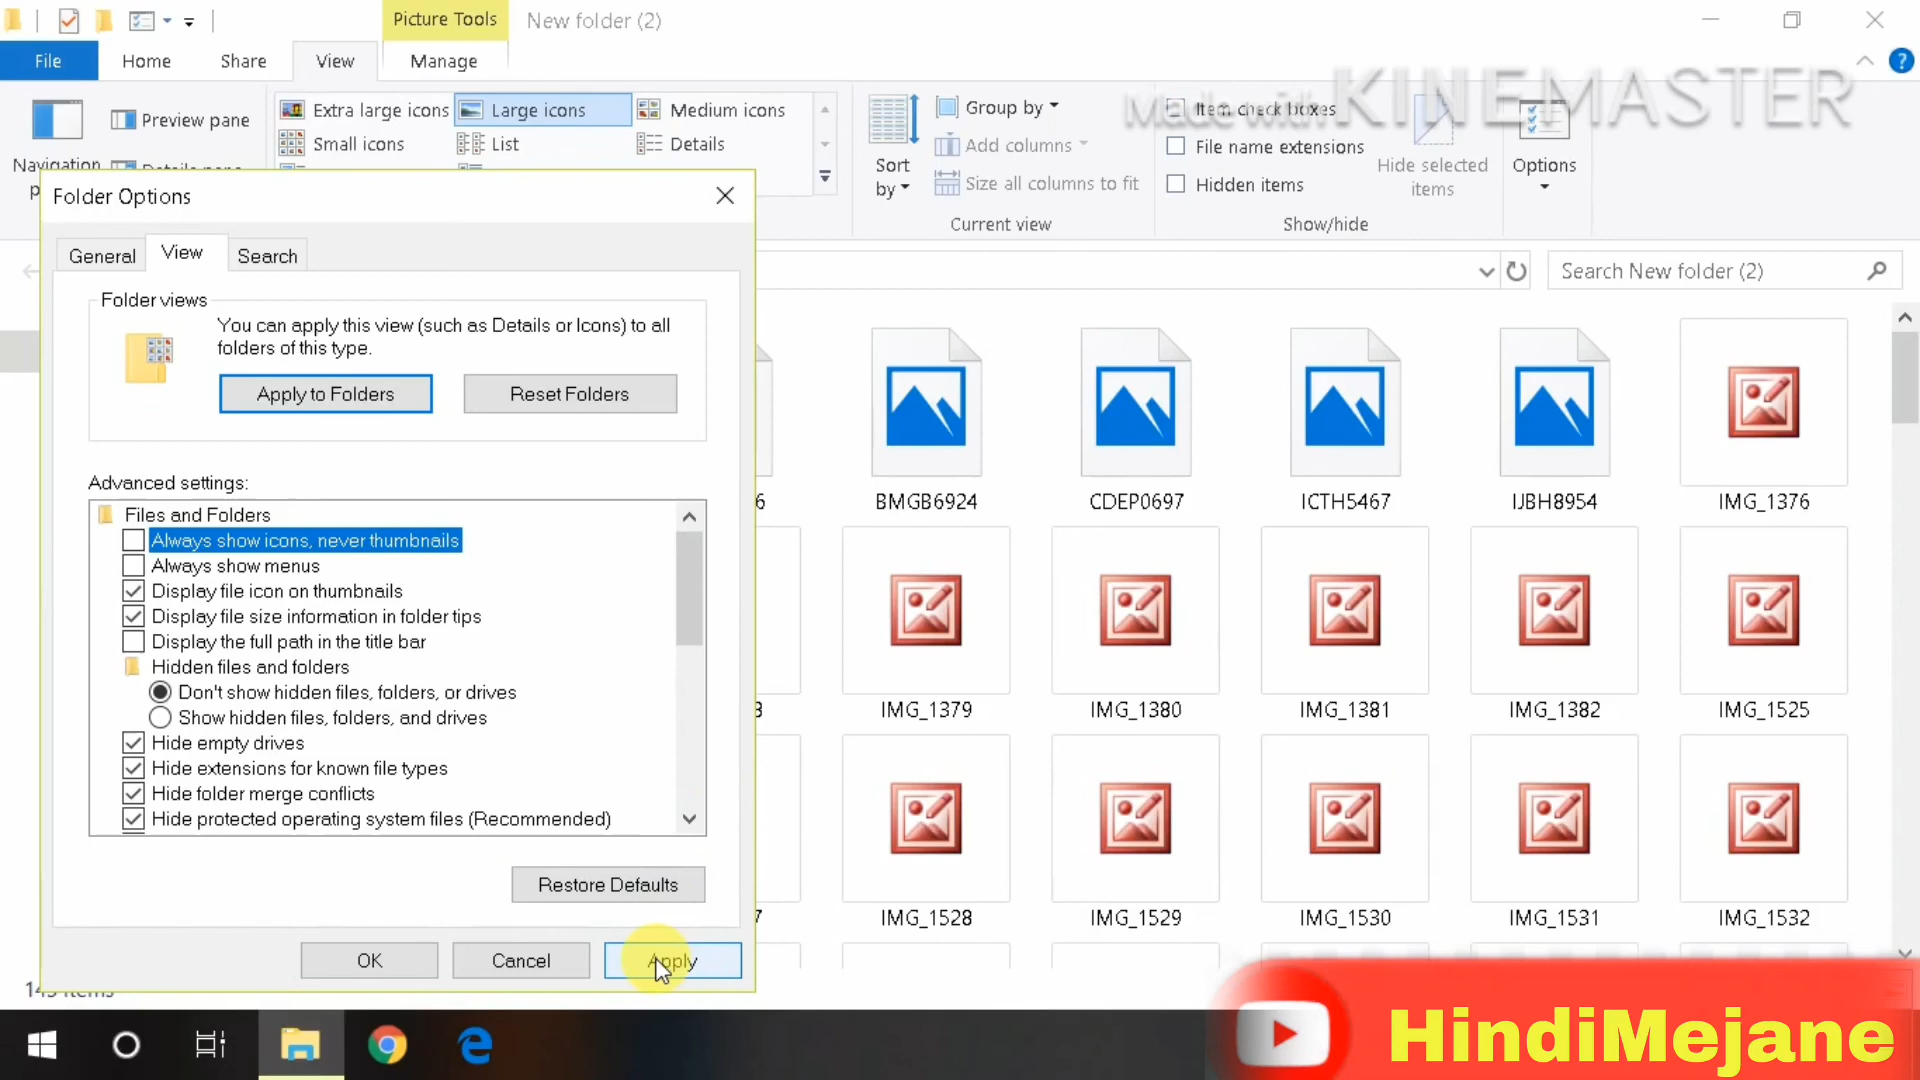 Picture Tools
New folder (2)
File
Home
Share
View
Manage
Made with KINEMASTER
Preview pane
Extra large icons
Large icons
Medium icons
Small icons
List
Details
Navigation
Details pane
Sort
by
Group by
Add columns
Size all columns to fit
Current view
Item check boxes
File name extensions
Hidden items
Show/hide
Hide selected
items
Options
Search New folder (2)
Folder Options
General
View
Search
Folder views
You can apply this view (such as Details or Icons) to all
folders of this type.
Apply to Folders
Reset Folders
Advanced settings:
Files and Folders
Always show icons, never thumbnails
Always show menus
Display file icon on thumbnails
Display file size information in folder tips
Display the full path in the title bar
Hidden files and folders
Don't show hidden files, folders, or drives
Show hidden files, folders, and drives
Hide empty drives
Hide extensions for known file types
Hide folder merge conflicts
Hide protected operating system files (Recommended)
Restore Defaults
OK
Cancel
Apply
6
BMGB6924
CDEP0697
ICTH5467
IJBH8954
IMG_1376
IMG_1379
IMG_1380
IMG_1381
IMG_1382
IMG_1525
7
IMG_1528
IMG_1529
IMG_1530
IMG_1531
IMG_1532
HindiMejane